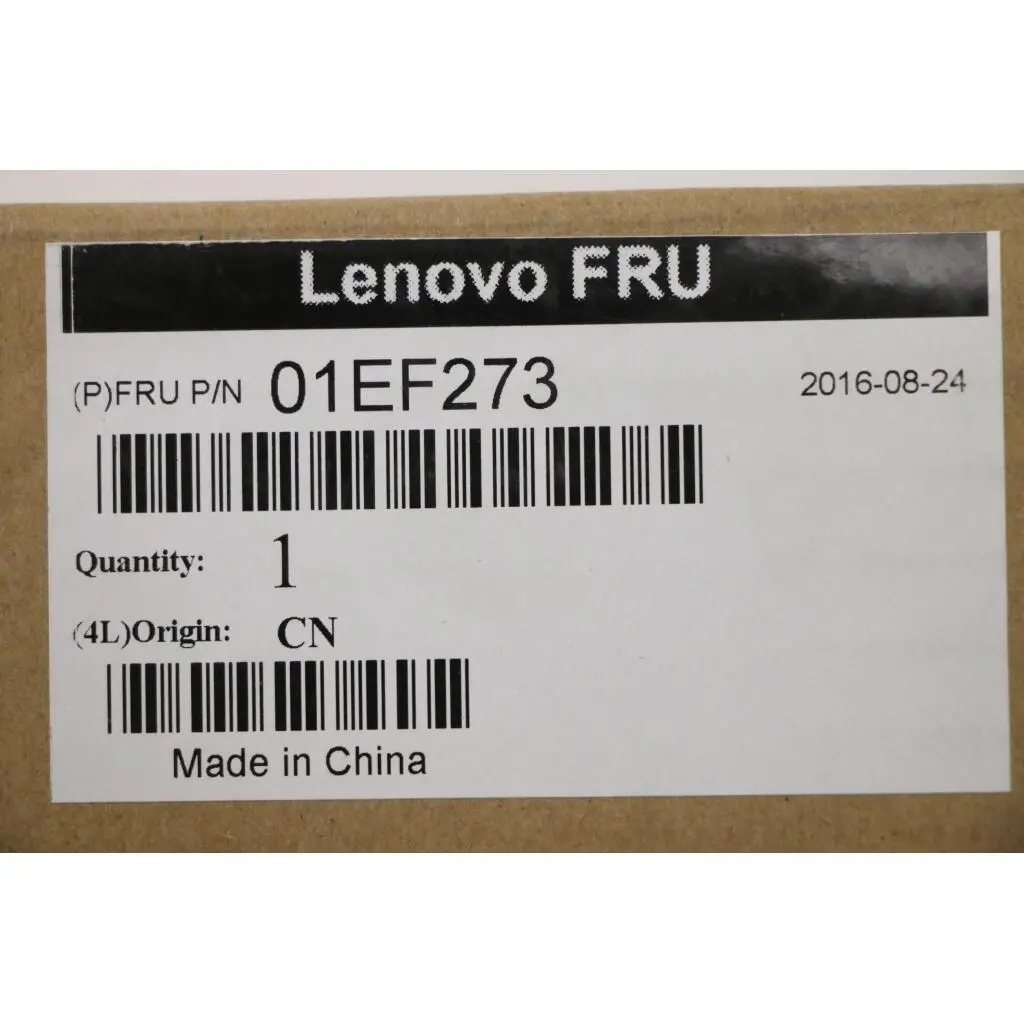 Lenovo FRU
(P)FRU P/N 01EF273 2016-08-24
Quantity: 1
(4L)Origin: CN
Made in China